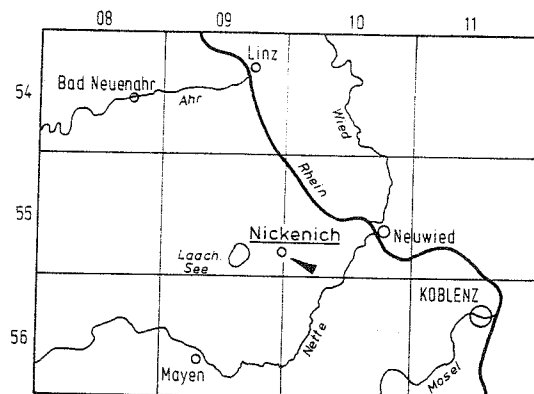 08 09 10 11
Linz
54
Bad Neuenahr
Ahr
Wied
Rhein
55
Nickenich
Neuwied
Laach.
See
KOBLENZ
56
Nette
Mosel
Mayen